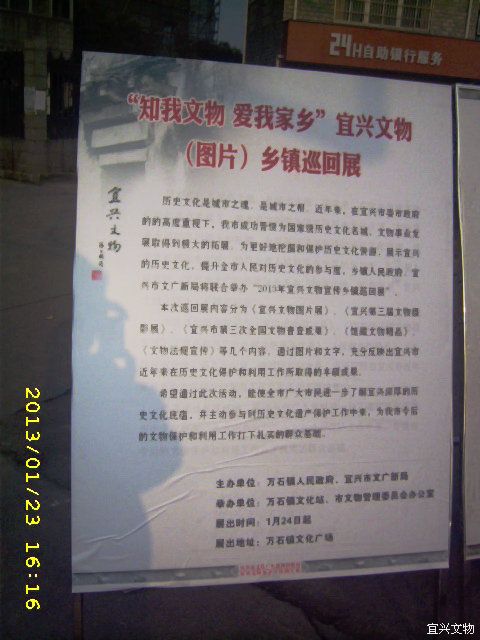 24H自助银行服务
“知我文物 爱我家乡”宜兴文物
（图片）乡镇巡回展
宜兴文物
历史文化是城市之魂，是城市之根。近年来，在宜兴市委市政府
的的高度重视下，我市成功晋级为国家级历史文化名城，文物事业发
展取得到极大的拓展。为更好地挖掘和保护历史文化资源，展示宜兴
的历史文化，提升全市人民对历史文化的参与度，乡镇人民政府、宜
兴市文广新局将联合举办“2013年宜兴文物宣传乡镇巡回展”。
本次巡回展内容分为《宜兴文物图片展》、《宜兴第三届文物摄
影展》、《宜兴市第三次全国文物普查成果》、《馆藏文物精品》、
《文物法规宣传》等几个内容，通过图片和文字，充分反映出宜兴市
近年来在历史文化保护和利用工作所取得的丰硕成果。
希望通过此次活动，能使全市广大市民进一步了解宜兴深厚的历
史文化底蕴，并主动参与到历史文化遗产保护工作中来，为我市今后
的文物保护和利用工作打下扎实的群众基础。
主办单位：万石镇人民政府、宜兴市文广新局
举办单位：万石镇文化站、市文物管理委员会办公室
展出时间：1月24日起
展出地址：万石镇文化广场
2013/01/23 16:16
宜兴文物